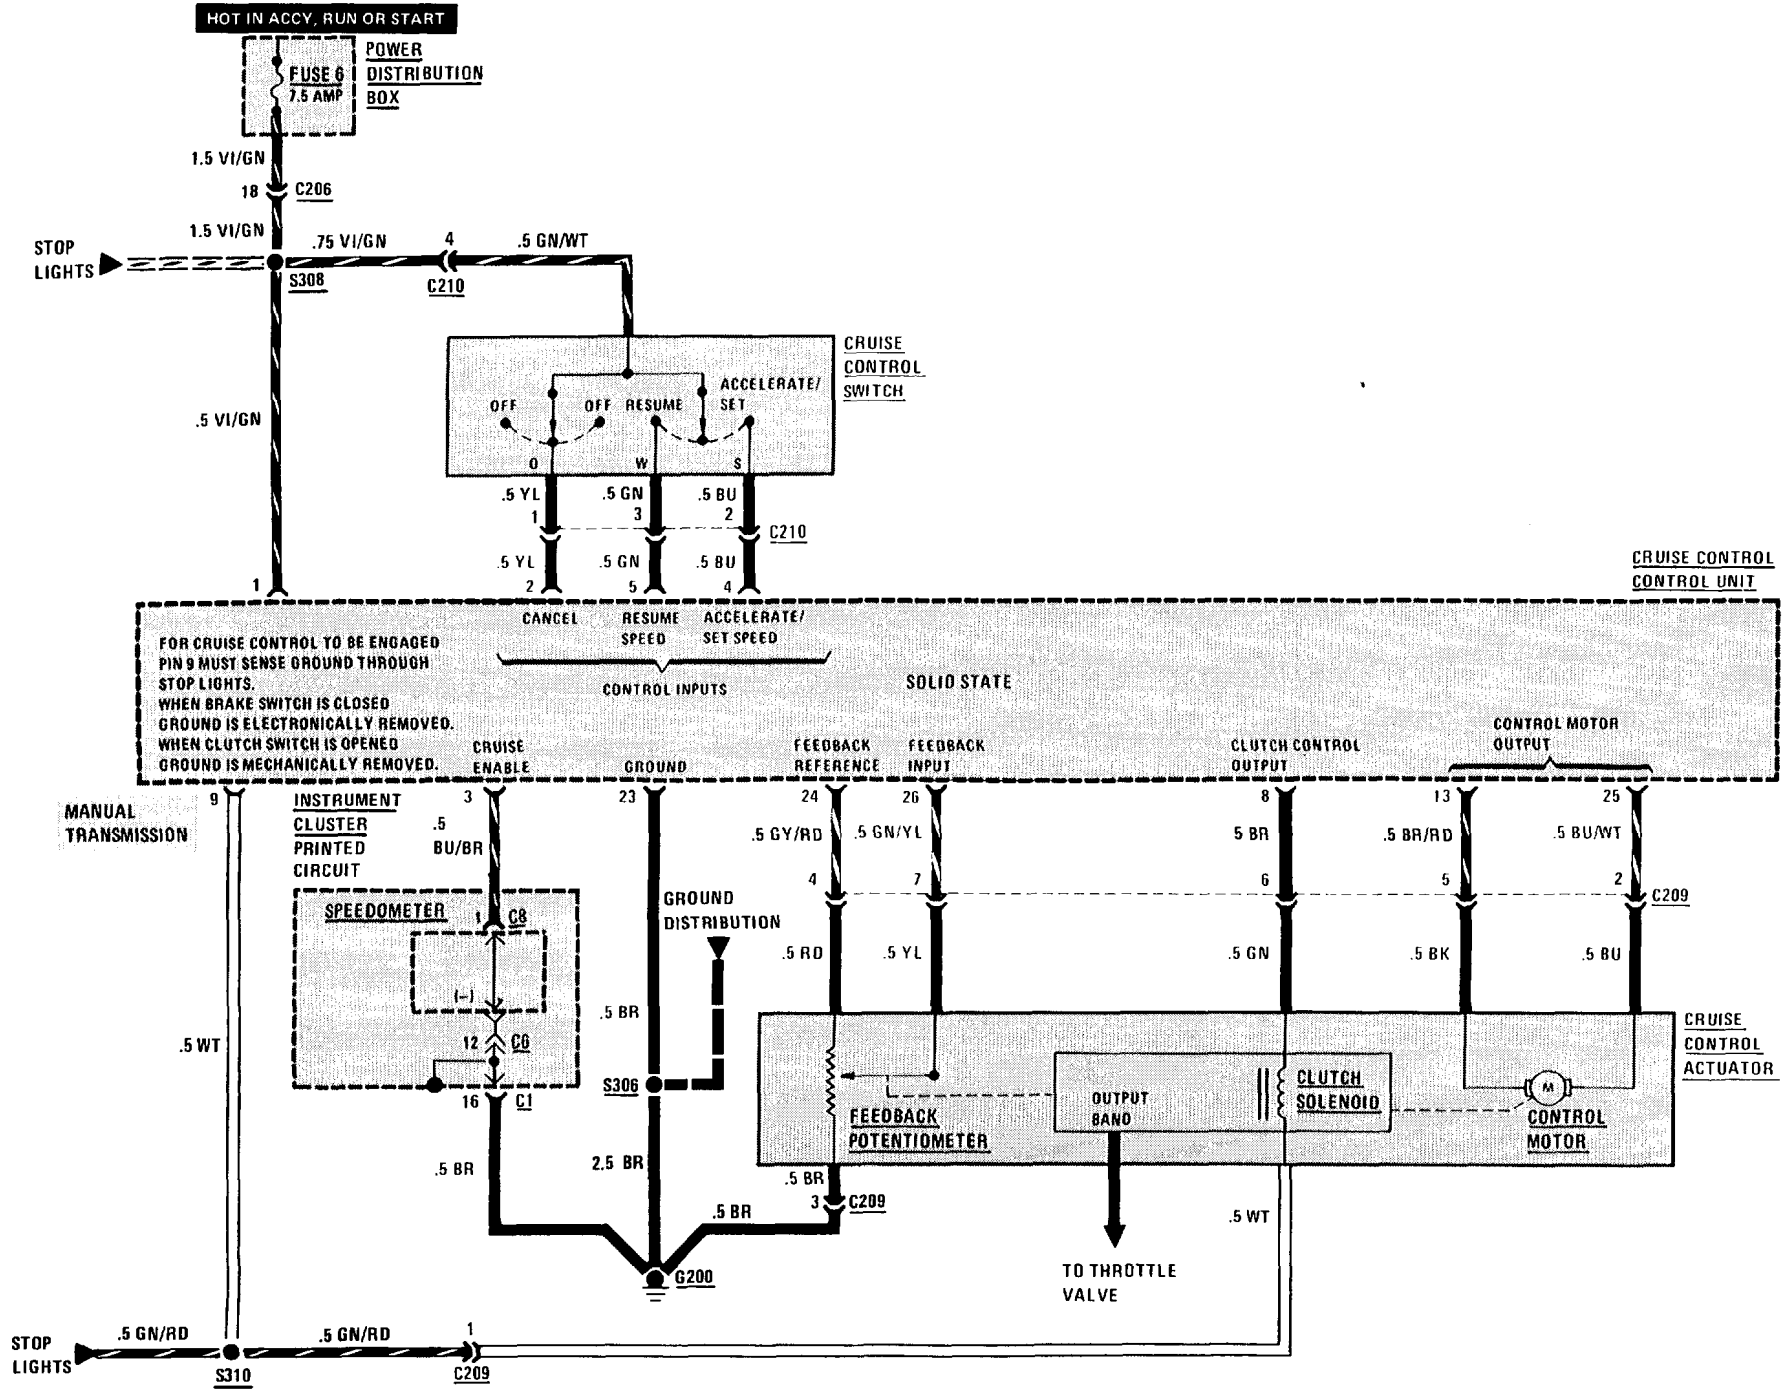 HOT IN ACCY, RUN OR START
POWER
DISTRIBUTION
BOX
FUSE 6
7.5 AMP
1.5 VI/GN
18
C206
1.5 VI/GN
.75 VI/GN
4
.5 GN/WT
STOP
LIGHTS
S308
C210
CRUISE
CONTROL
SWITCH
ACCELERATE/
SET
OFF
OFF
RESUME
.5 VI/GN
O
W
S
.5 YL
.5 GN
.5 BU
1
3
2
C210
.5 YL
.5 GN
.5 BU
1
2
5
4
CRUISE CONTROL
CONTROL UNIT
CANCEL
RESUME
SPEED
ACCELERATE/
SET SPEED
CONTROL INPUTS
SOLID STATE
FOR CRUISE CONTROL TO BE ENGAGED
PIN 9 MUST SENSE GROUND THROUGH
STOP LIGHTS.
WHEN BRAKE SWITCH IS CLOSED
GROUND IS ELECTRONICALLY REMOVED.
WHEN CLUTCH SWITCH IS OPENED
GROUND IS MECHANICALLY REMOVED.
CRUISE
ENABLE
GROUND
FEEDBACK
REFERENCE
FEEDBACK
INPUT
CLUTCH CONTROL
OUTPUT
CONTROL MOTOR
OUTPUT
9
3
23
24
26
8
13
25
MANUAL
TRANSMISSION
INSTRUMENT
CLUSTER
PRINTED
CIRCUIT
.5
BU/BR
.5 GY/RD
.5 GN/YL
5 BR
.5 BR/RD
.5 BU/WT
4
7
6
5
2
C209
SPEEDOMETER
1
C8
GROUND
DISTRIBUTION
.5 RD
.5 YL
.5 GN
.5 BK
.5 BU
(-)
.5 BR
12
C6
.5 WT
S306
16
C1
CRUISE
CONTROL
ACTUATOR
CLUTCH
SOLENOID
OUTPUT
BAND
M
FEEDBACK
POTENTIOMETER
CONTROL
MOTOR
.5 BR
2.5 BR
.5 BR
3
C209
.5 BR
.5 WT
G200
TO THROTTLE
VALVE
STOP
LIGHTS
.5 GN/RD
.5 GN/RD
1
S310
C209